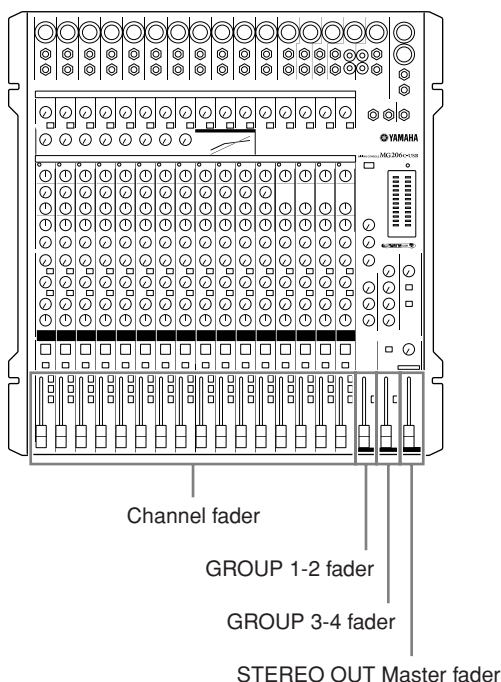 YAMAHA
MG206C-USB
Channel fader
GROUP 1-2 fader
GROUP 3-4 fader
STEREO OUT Master fader